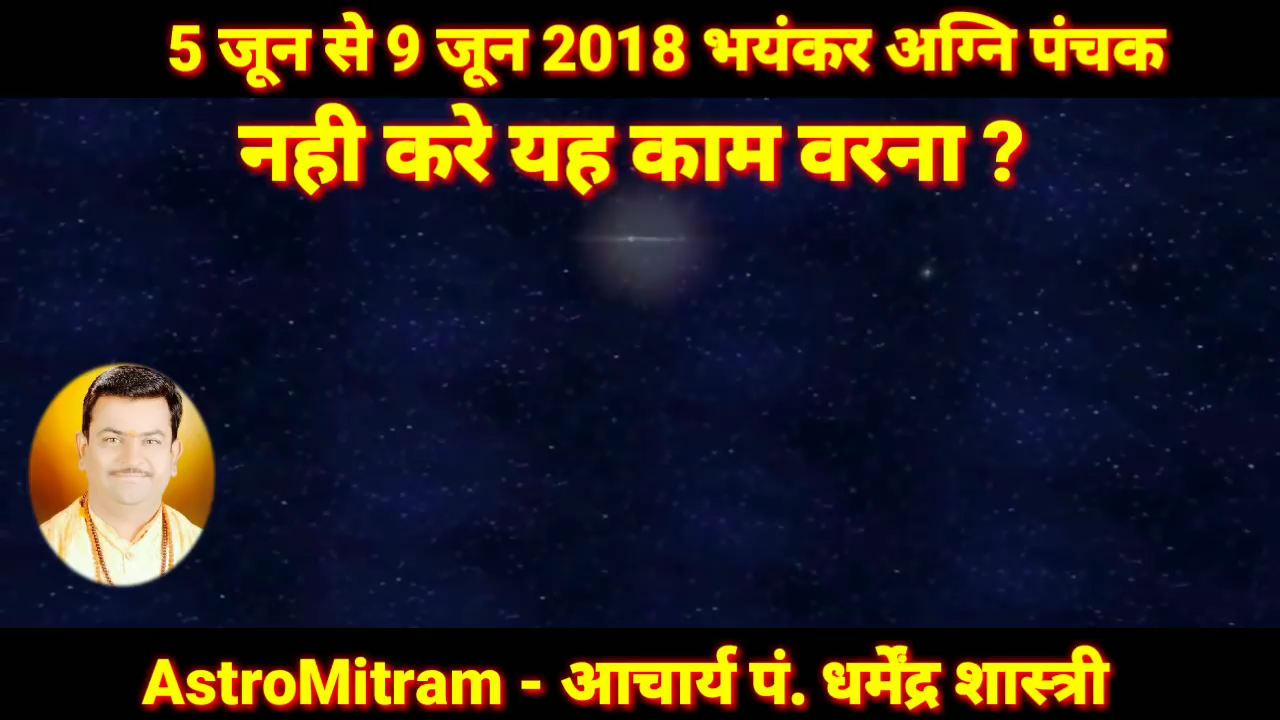 5 जून से 9 जून 2018 भयंकर अग्नि पंचक
नही करे यह काम वरना ?
AstroMitram - आचार्य पं. धर्मेंद्र शास्त्री